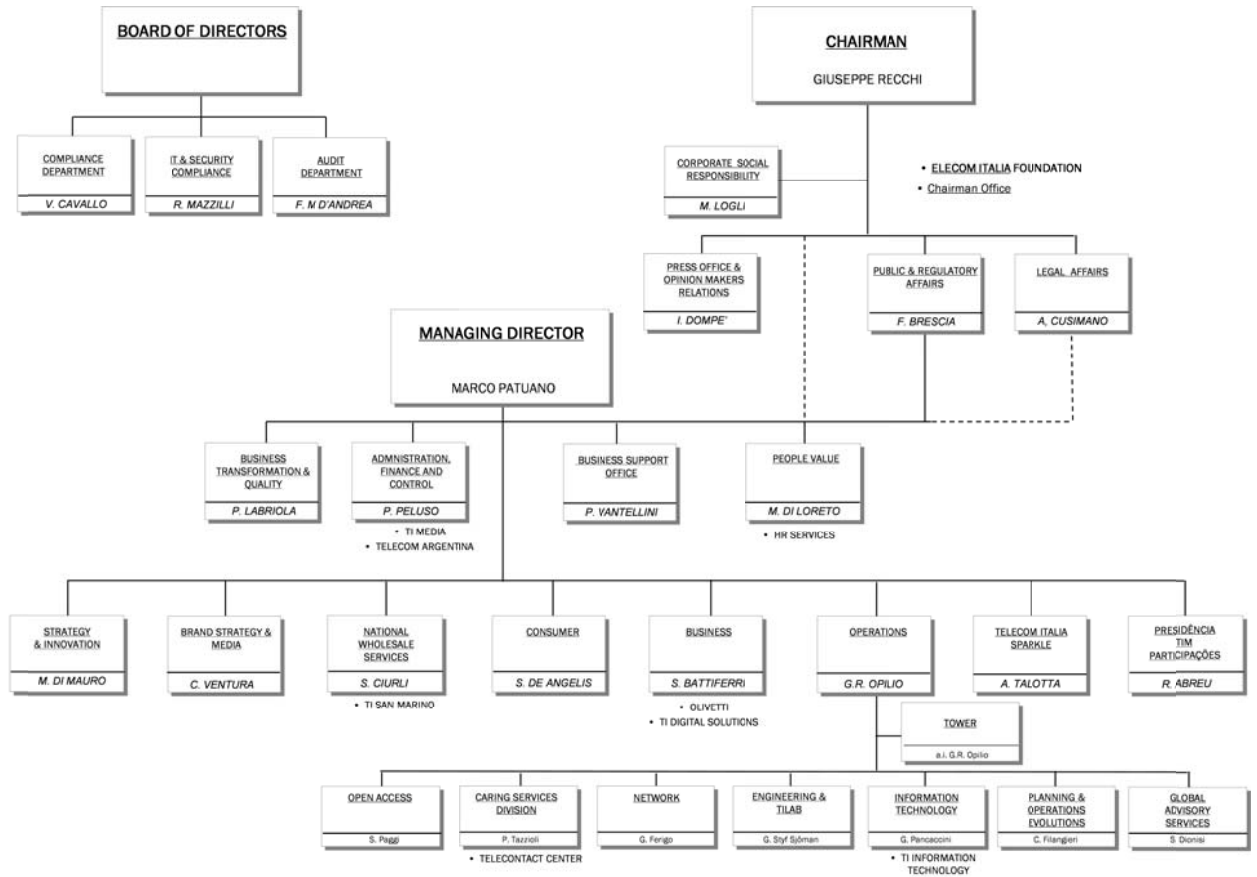 BOARD OF DIRECTORS
COMPLIANCE
DEPARTMENT
V. CAVALLO
IT & SECURITY
COMPLIANCE
R. MAZZILLI
AUDIT
DEPARTMENT
F. M D'ANDREA
CHAIRMAN
GIUSEPPE RECCHI
CORPORATE SOCIAL
RESPONSIBILITY
M. LOGLI
• ELECOM ITALIA FOUNDATION
• Chairman Office
PRESS OFFICE &
OPINION MAKERS
RELATIONS
I. DOMPE'
PUBLIC & REGULATORY
AFFAIRS
F. BRESCIA
LEGAL AFFAIRS
A, CUSIMANO
MANAGING DIRECTOR
MARCO PATUANO
BUSINESS
TRANSFORMATION &
QUALITY
P. LABRIOLA
ADMNISTRATION,
FINANCE AND
CONTROL
P. PELUSO
- TI MEDIA
• TELECOM ARGENTINA
BUSINESS SUPPORT
OFFICE
P. VANTELLINI
PEOPLE VALUE
M. DI LORETO
• HR SERVICES
STRATEGY
& INNOVATION
M. DI MAURO
BRAND STRATEGY &
MEDIA
C. VENTURA
NATIONAL
WHOLESALE
SERVICES
S. CIURLI
• TI SAN MARINO
CONSUMER
S. DE ANGELIS
BUSINESS
S. BATTIFERRI
- OLIVETTI
• TI DIGITAL SOLUTIONS
OPERATIONS
G.R. OPILIO
TELECOM ITALIA
SPARKLE
A. TALOTTA
PRESIDÊNCIA
TIM
PARTICIPAÇÕES
R. ABREU
TOWER
a.i. G.R. Opilio
OPEN ACCESS
S. Paggi
CARING SERVICES
DIVISION
P. Tazzioli
• TELECONTACT CENTER
NETWORK
G. Ferigo
ENGINEERING &
TILAB
G. Styf Sjöman
INFORMATION
TECHNOLOGY
G. Pancaccini
• TI INFORMATION
TECHNOLOGY
PLANNING &
OPERATIONS
EVOLUTIONS
C. Filangieri
GLOBAL
ADVISORY
SERVICES
S. Dionisi